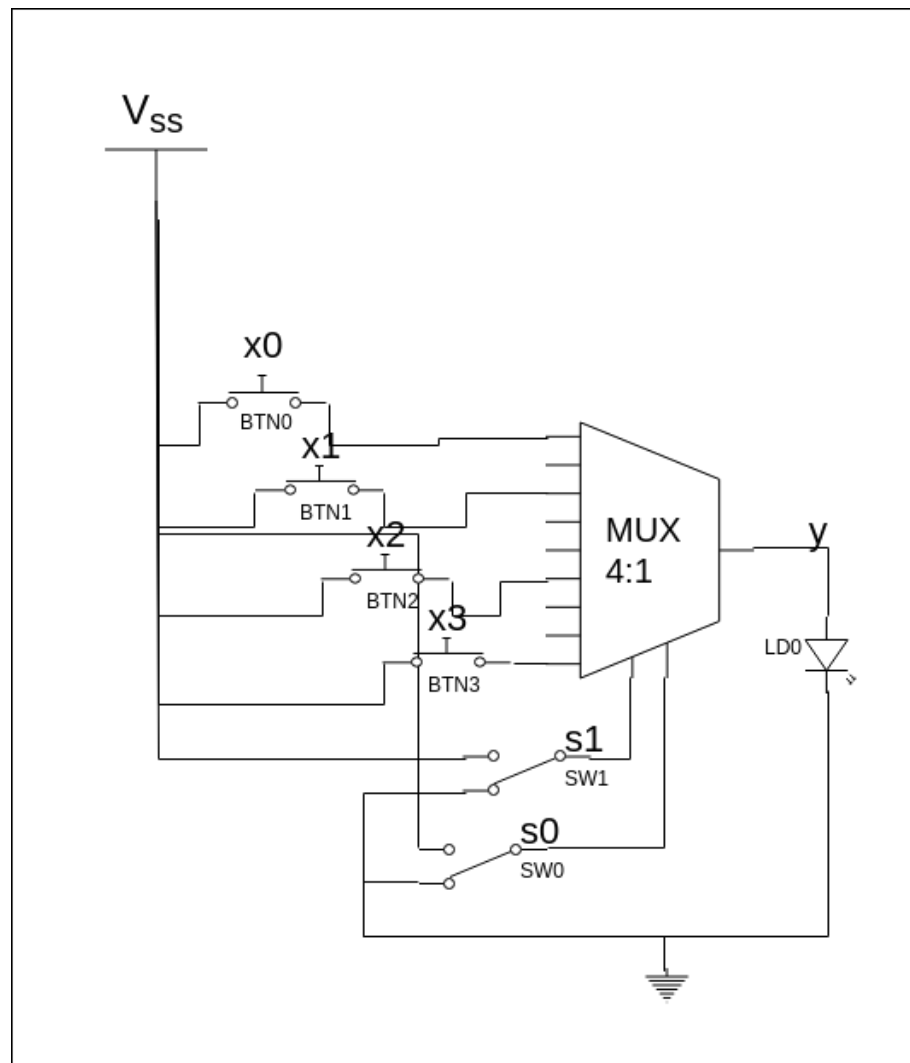 VSS
x0
BTN0
x1
BTN1
x2
BTN2
x3
BTN3
MUX
4:1
y
LD0
s1
SW1
s0
SW0